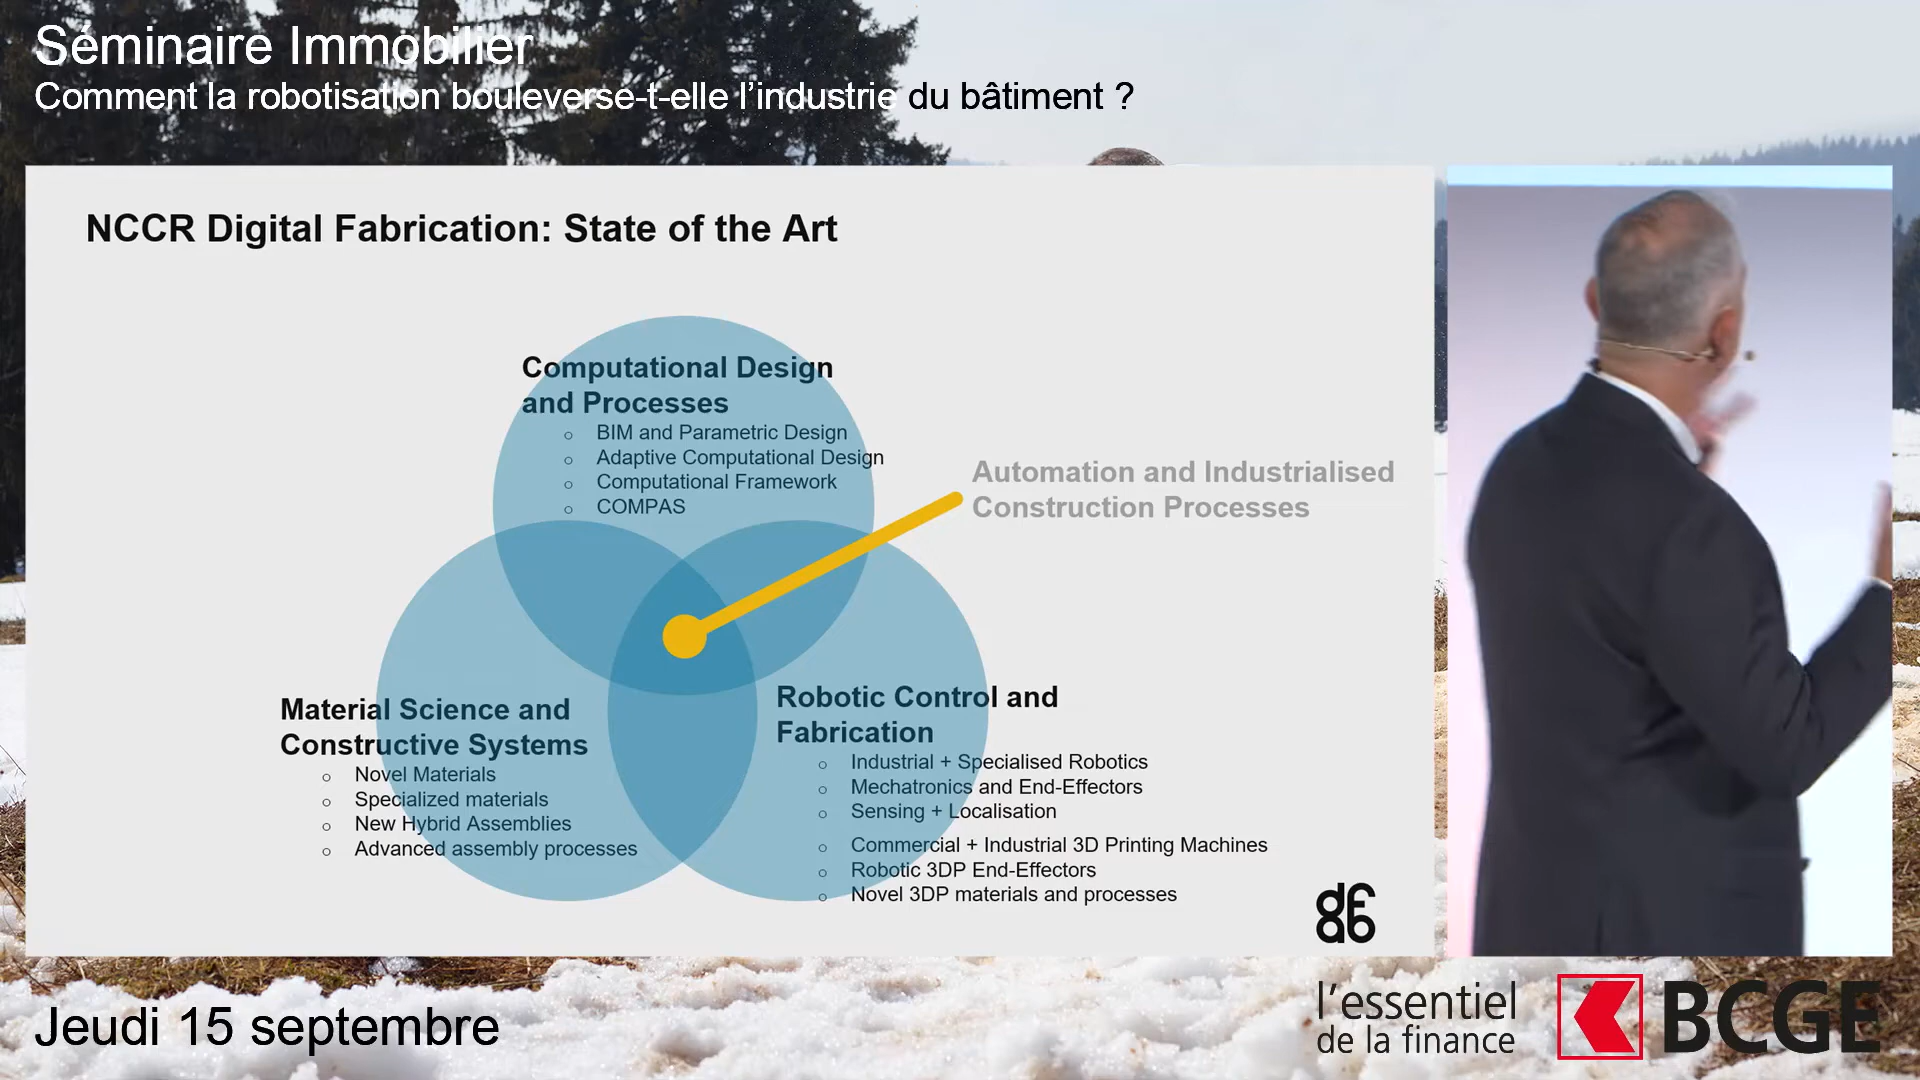 Séminaire Immobilier
Comment la robotisation bouleverse-t-elle l’industrie du bâtiment ?
NCCR Digital Fabrication: State of the Art
Computational Design
and Processes
○ BIM and Parametric Design
○ Adaptive Computational Design
○ Computational Framework
○ COMPAS
Automation and Industrialised
Construction Processes
Material Science and
Constructive Systems
○ Novel Materials
○ Specialized materials
○ New Hybrid Assemblies
○ Advanced assembly processes
Robotic Control and
Fabrication
○ Industrial + Specialised Robotics
○ Mechatronics and End-Effectors
○ Sensing + Localisation
○ Commercial + Industrial 3D Printing Machines
○ Robotic 3DP End-Effectors
○ Novel 3DP materials and processes
dfab
Jeudi 15 septembre
l’essentiel
de la finance
BCGE